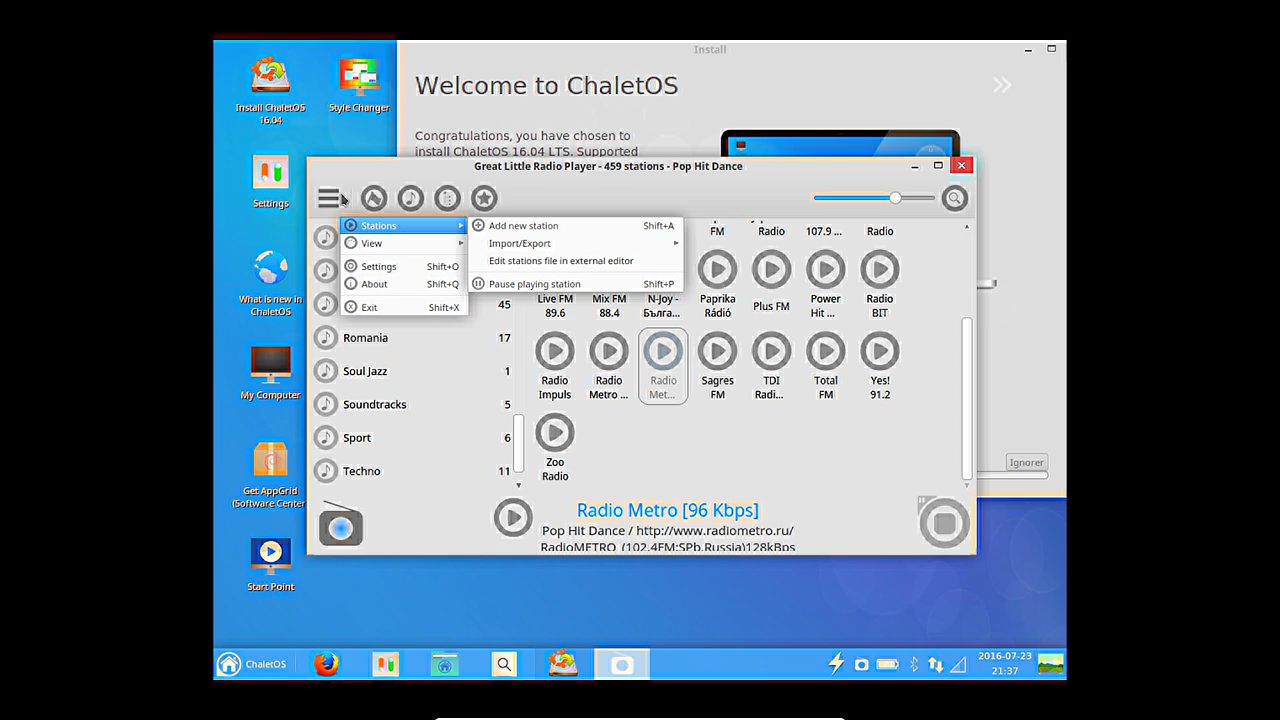 Install
Install ChaletOS
16.04
Style Changer
Settings
What is new in
ChaletOS
My Computer
Get AppGrid
(Software Center
Start Point
Welcome to ChaletOS
Congratulations, you have chosen to
install ChaletOS 16.04 LTS. Supported
Ignorer
Great Little Radio Player - 459 stations - Pop Hit Dance
Stations
View
Settings Shift+O
About Shift+Q
Exit Shift+X
Add new station Shift+A
Import/Export
Edit stations file in external editor
Pause playing station Shift+P
45
Romania 17
Soul Jazz 1
Soundtracks 5
Sport 6
Techno 11
FM
Radio
107.9 ...
Radio
Live FM
89.6
Mix FM
88.4
N-Joy -
Бълга...
Paprika
Rádió
Plus FM
Power
Hit ...
Radio
BIT
Radio
Impuls
Radio
Metro ...
Radio
Met...
Sagres
FM
TDI
Radi...
Total
FM
Yes!
91.2
Zoo
Radio
Radio Metro [96 Kbps]
Pop Hit Dance / http://www.radiometro.ru/
RadioMETRO (102.4FM:SPb,Russia)128kBps
ChaletOS
2016-07-23
21:37